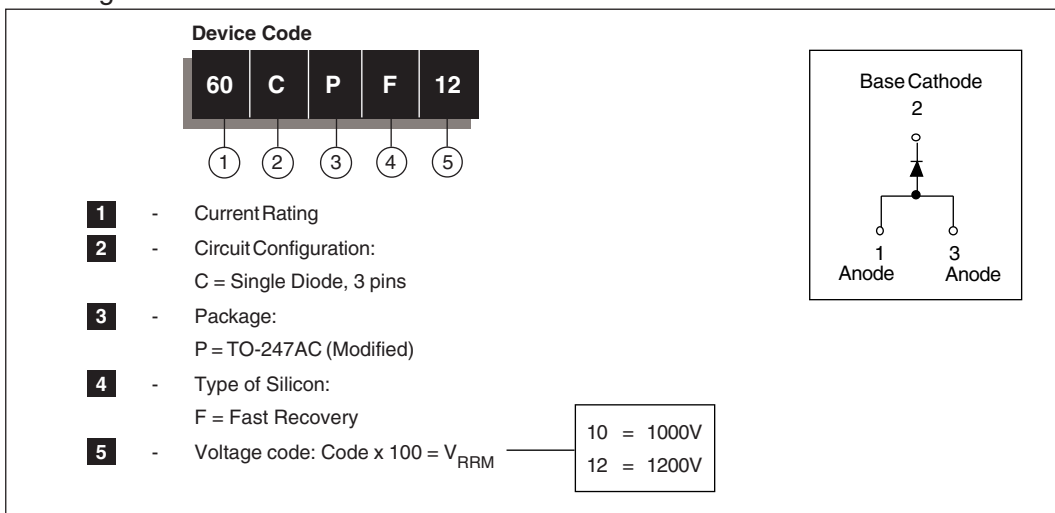 Device Code
60 C P F 12
1 2 3 4 5
1 - Current Rating
2 - Circuit Configuration:
C = Single Diode, 3 pins
3 - Package:
P = TO-247AC (Modified)
4 - Type of Silicon:
F = Fast Recovery
5 - Voltage code: Code x 100 = VRRM
10 = 1000V
12 = 1200V
Base Cathode
2
1 3
Anode Anode